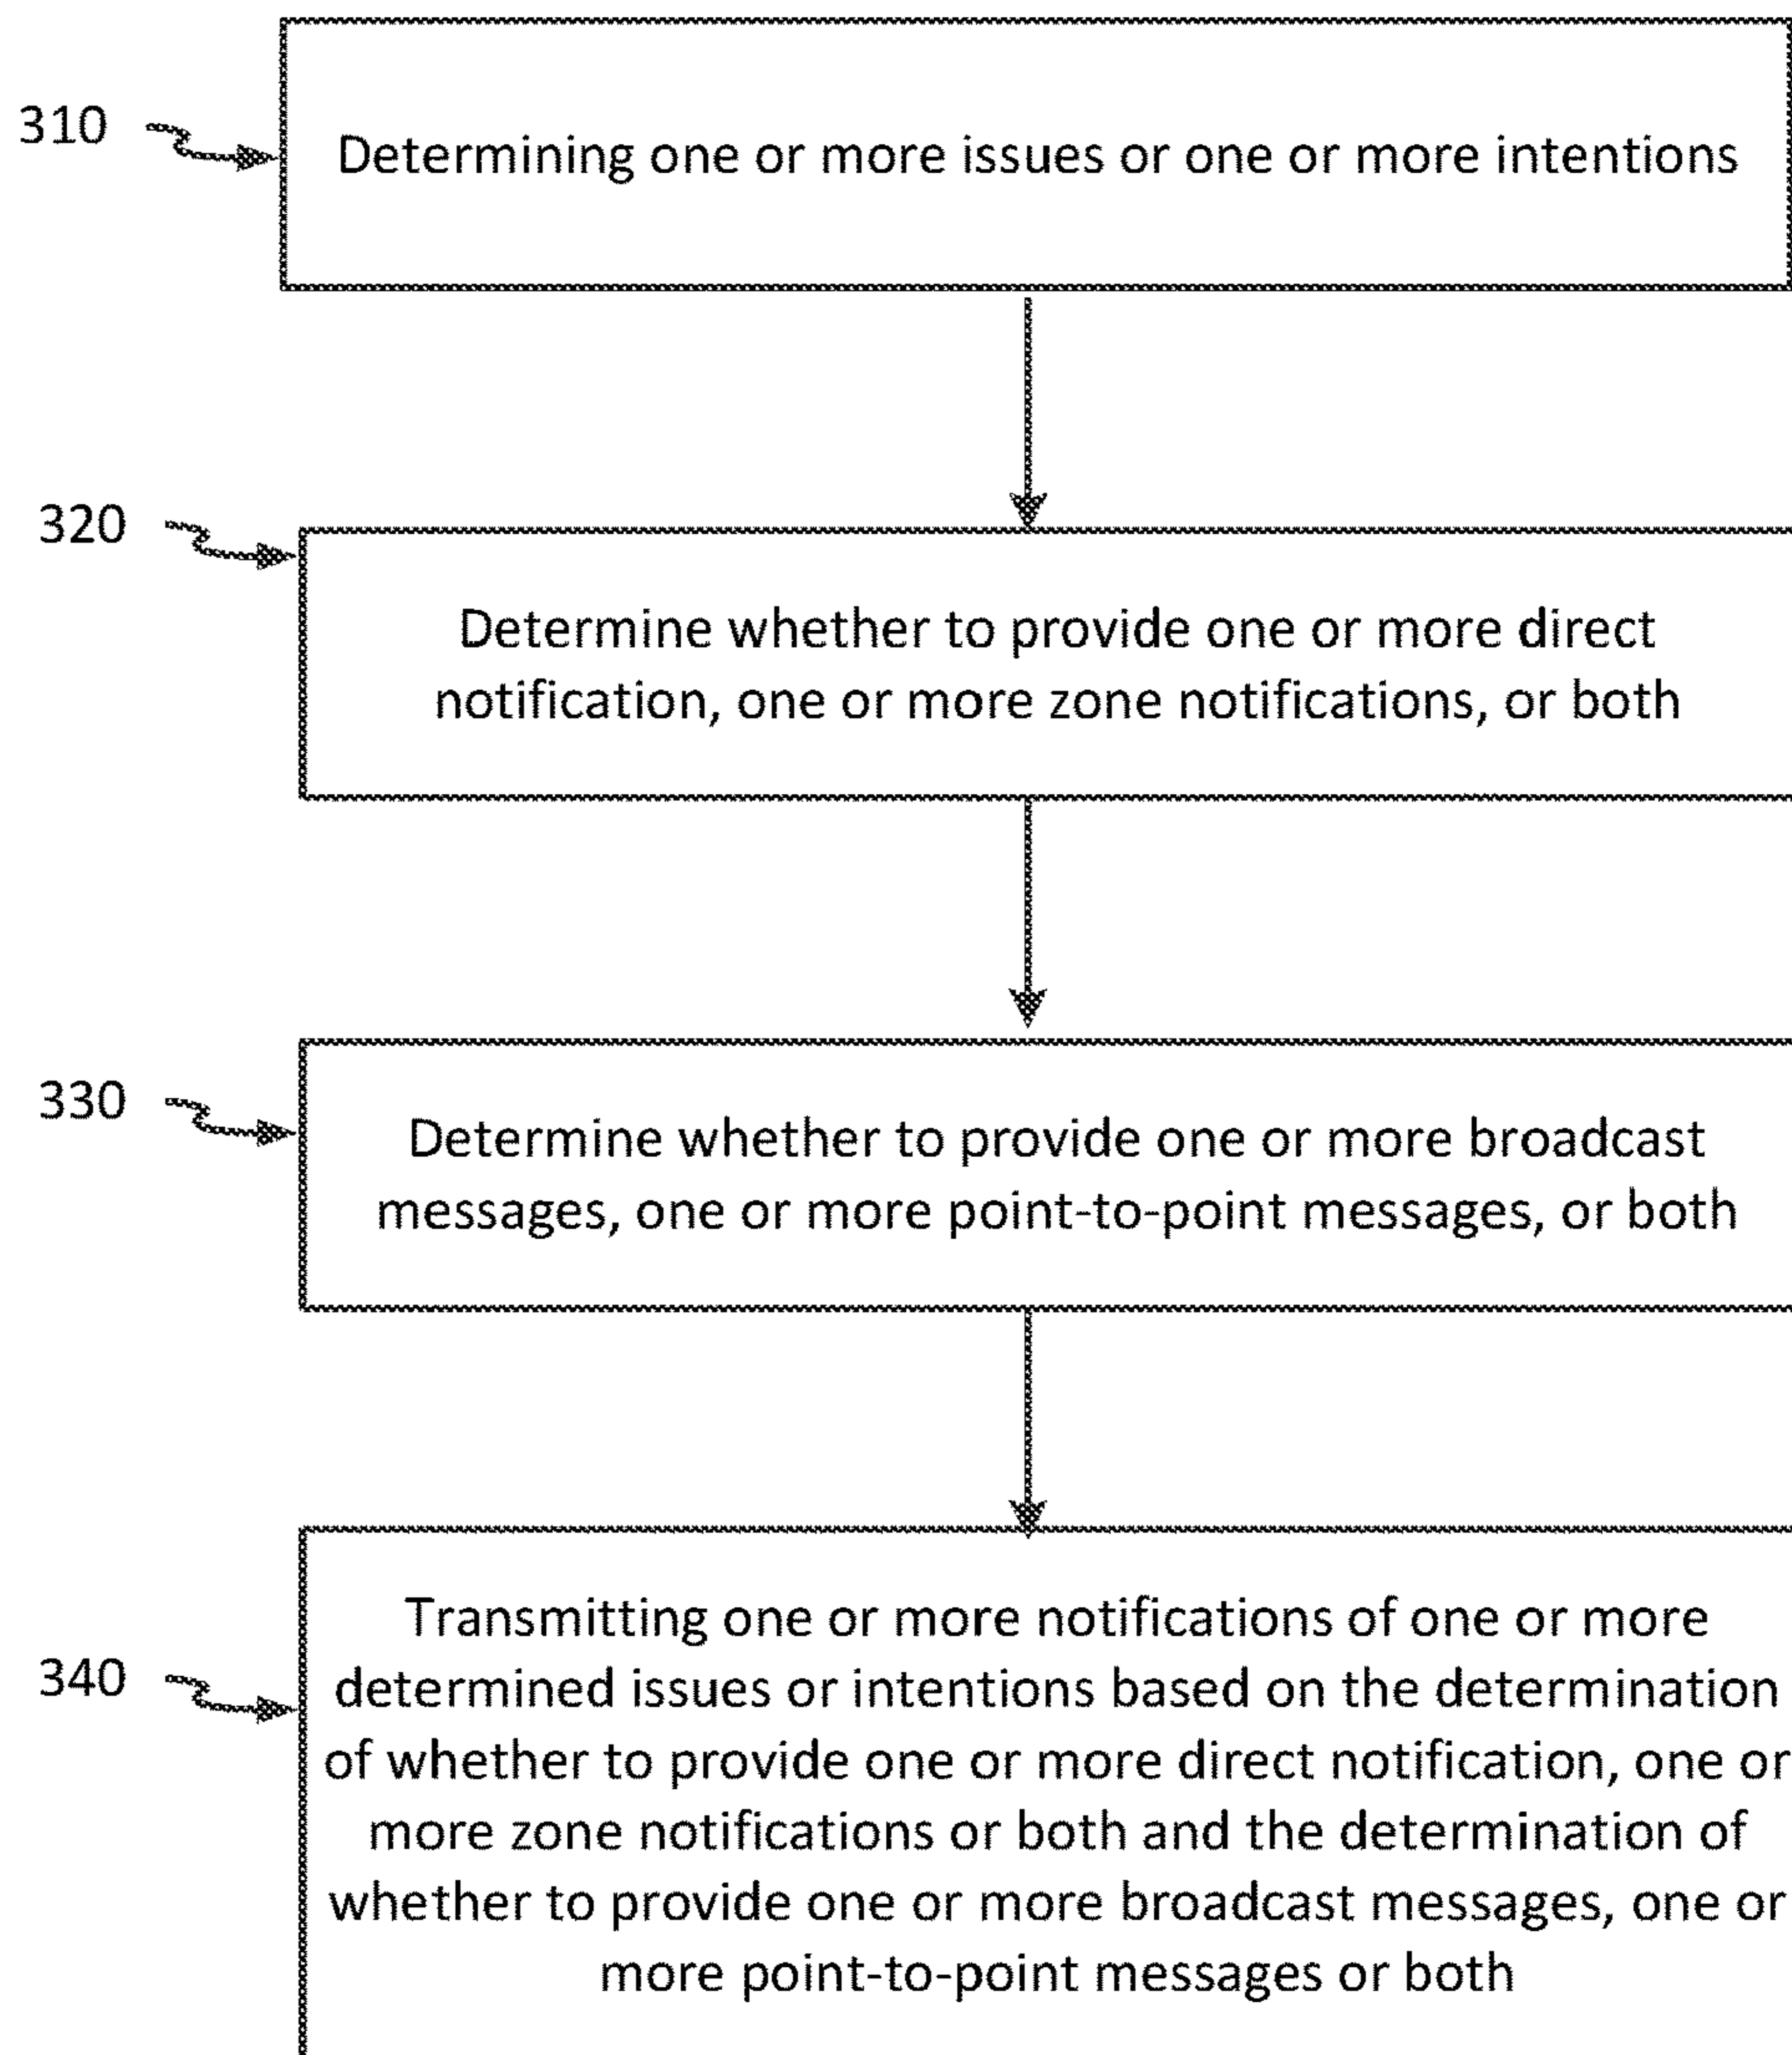 310
Determining one or more issues or one or more intentions
320
Determine whether to provide one or more direct
notification, one or more zone notifications, or both
330
Determine whether to provide one or more broadcast
messages, one or more point-to-point messages, or both
340
Transmitting one or more notifications of one or more
determined issues or intentions based on the determination
of whether to provide one or more direct notification, one or
more zone notifications or both and the determination of
whether to provide one or more broadcast messages, one or
more point-to-point messages or both